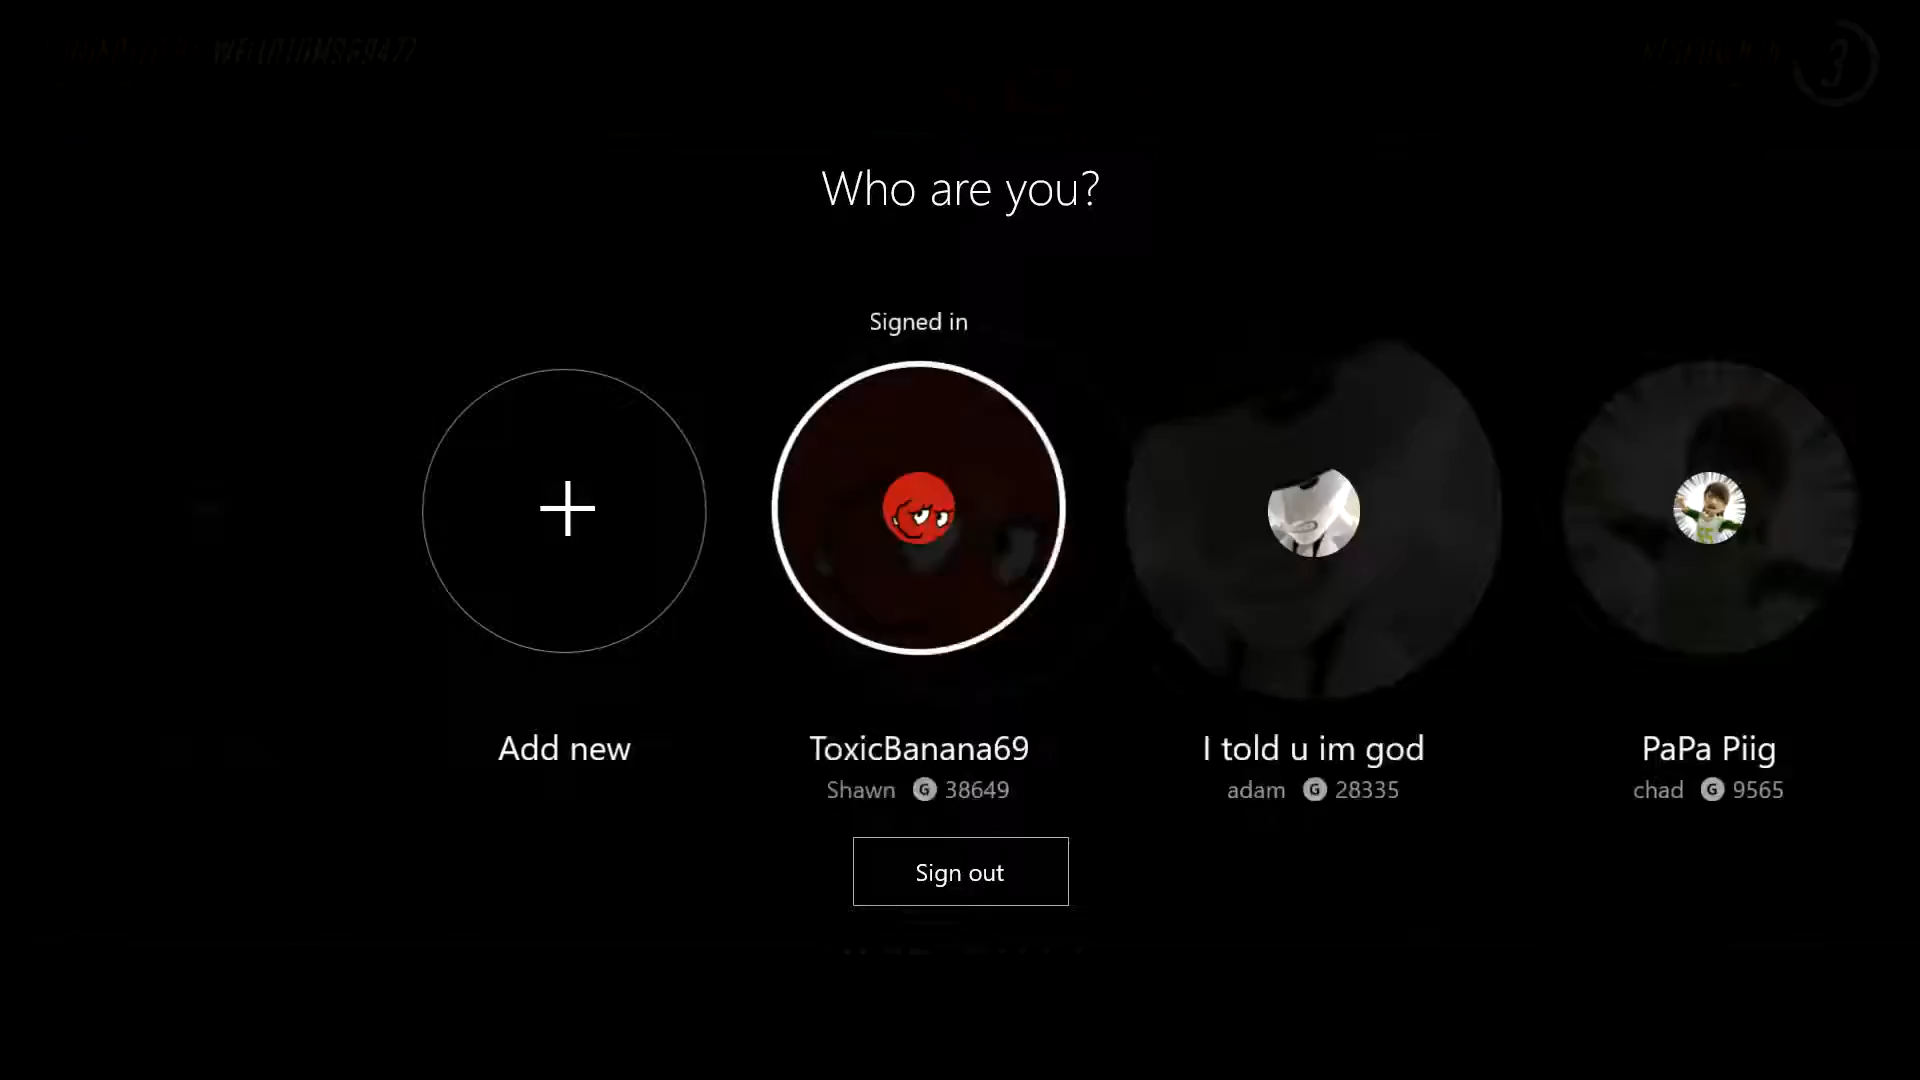 Who are you?
Signed in
Add new
ToxicBanana69
I told u im god
PaPa Piig
Shawn G 38649
adam G 28335
chad G 9565
Sign out
3